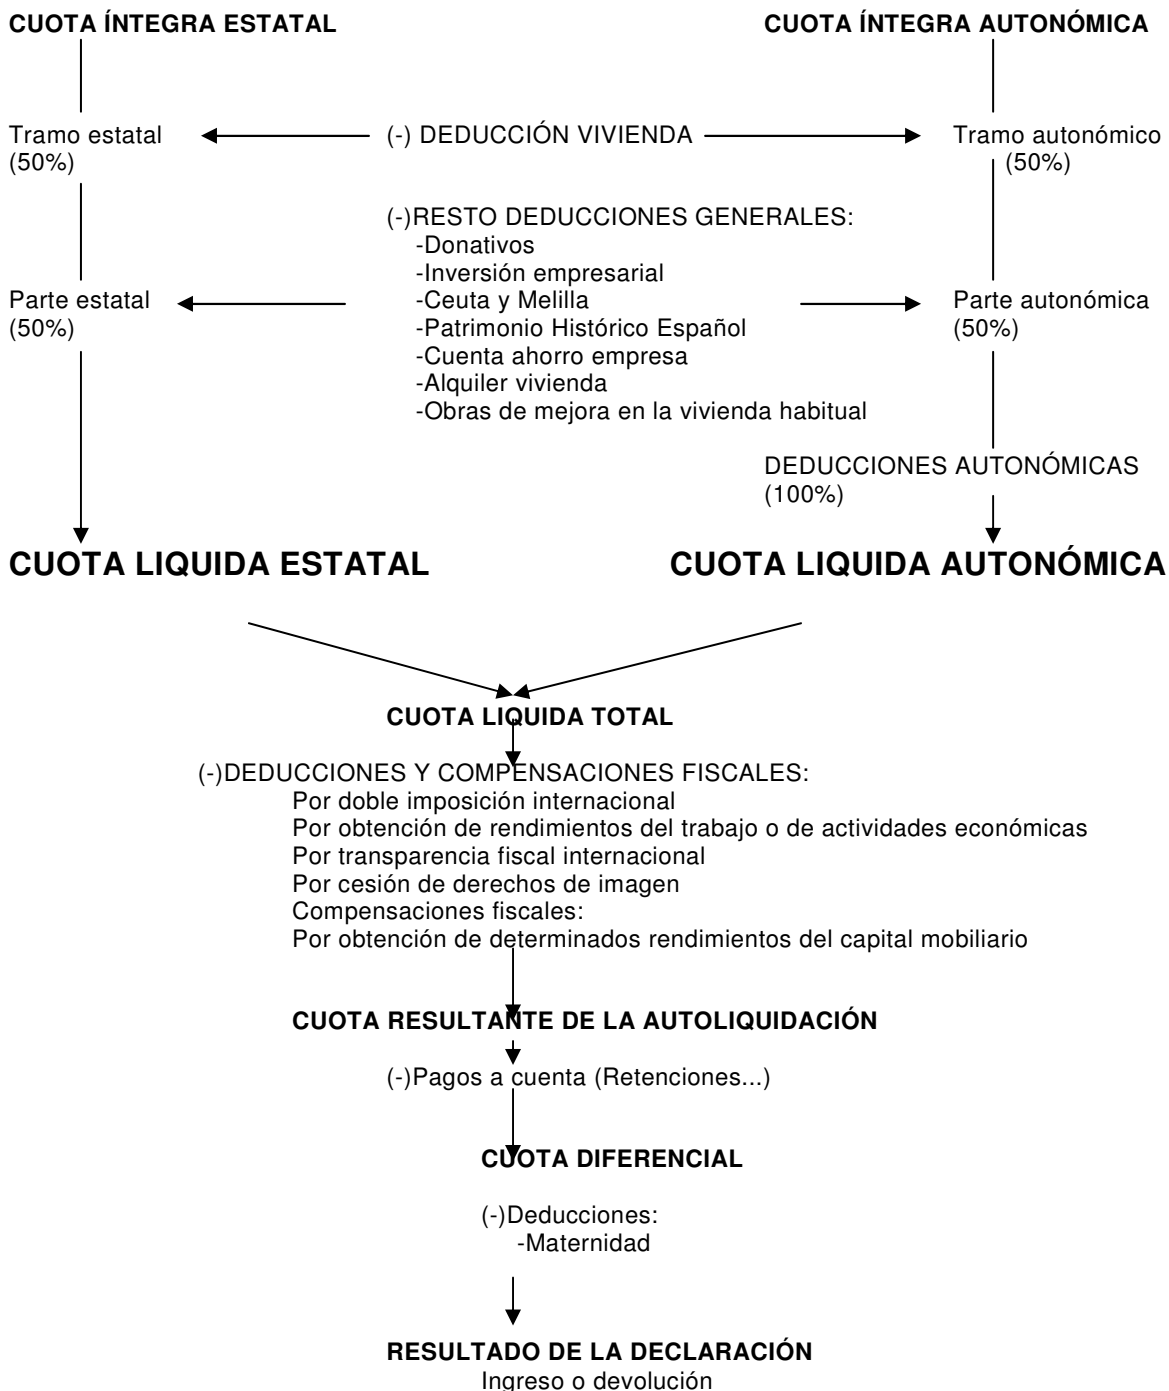 CUOTA ÍNTEGRA ESTATAL
CUOTA ÍNTEGRA AUTONÓMICA
Tramo estatal
(50%)
(-) DEDUCCIÓN VIVIENDA
Tramo autonómico
(50%)
(-)RESTO DEDUCCIONES GENERALES:
-Donativos
-Inversión empresarial
-Ceuta y Melilla
-Patrimonio Histórico Español
-Cuenta ahorro empresa
-Alquiler vivienda
-Obras de mejora en la vivienda habitual
Parte estatal
(50%)
Parte autonómica
(50%)
DEDUCCIONES AUTONÓMICAS
(100%)
CUOTA LIQUIDA ESTATAL
CUOTA LIQUIDA AUTONÓMICA
CUOTA LIQUIDA TOTAL
(-)DEDUCCIONES Y COMPENSACIONES FISCALES:
Por doble imposición internacional
Por obtención de rendimientos del trabajo o de actividades económicas
Por transparencia fiscal internacional
Por cesión de derechos de imagen
Compensaciones fiscales:
Por obtención de determinados rendimientos del capital mobiliario
CUOTA RESULTANTE DE LA AUTOLIQUIDACIÓN
(-)Pagos a cuenta (Retenciones...)
CUOTA DIFERENCIAL
(-)Deducciones:
-Maternidad
RESULTADO DE LA DECLARACIÓN
Ingreso o devolución